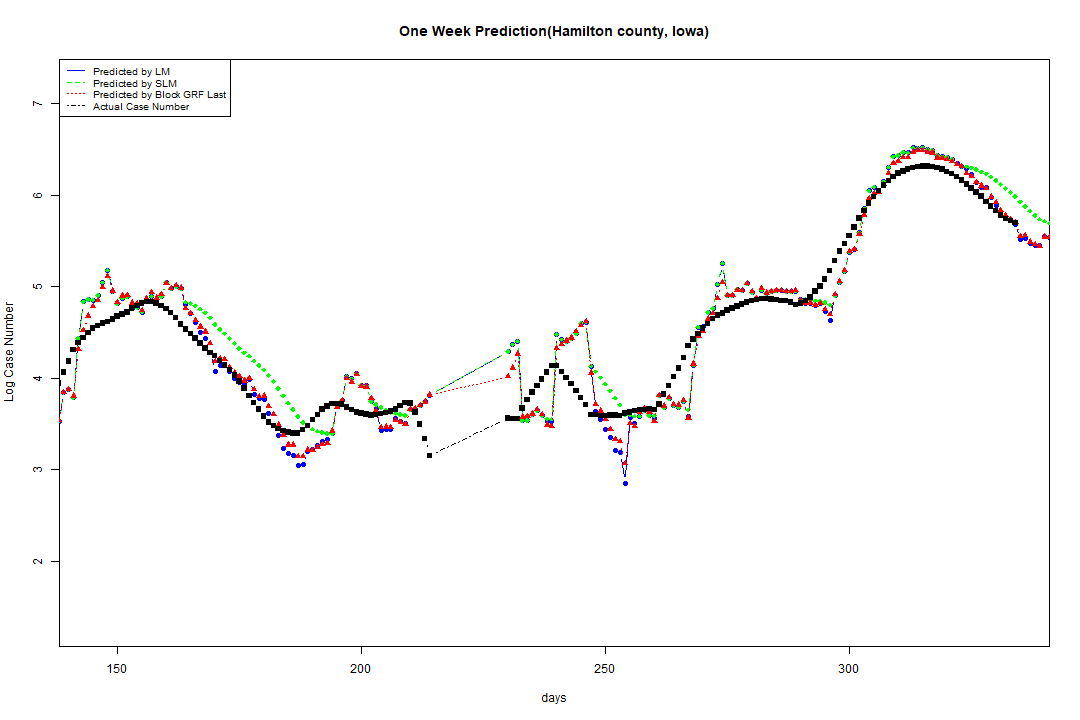 One Week Prediction(Hamilton county, Iowa)
Predicted by LM
Predicted by SLM
Predicted by Block GRF Last
Actual Case Number
7
6
5
4
3
2
Log Case Number
150 200 250 300
days